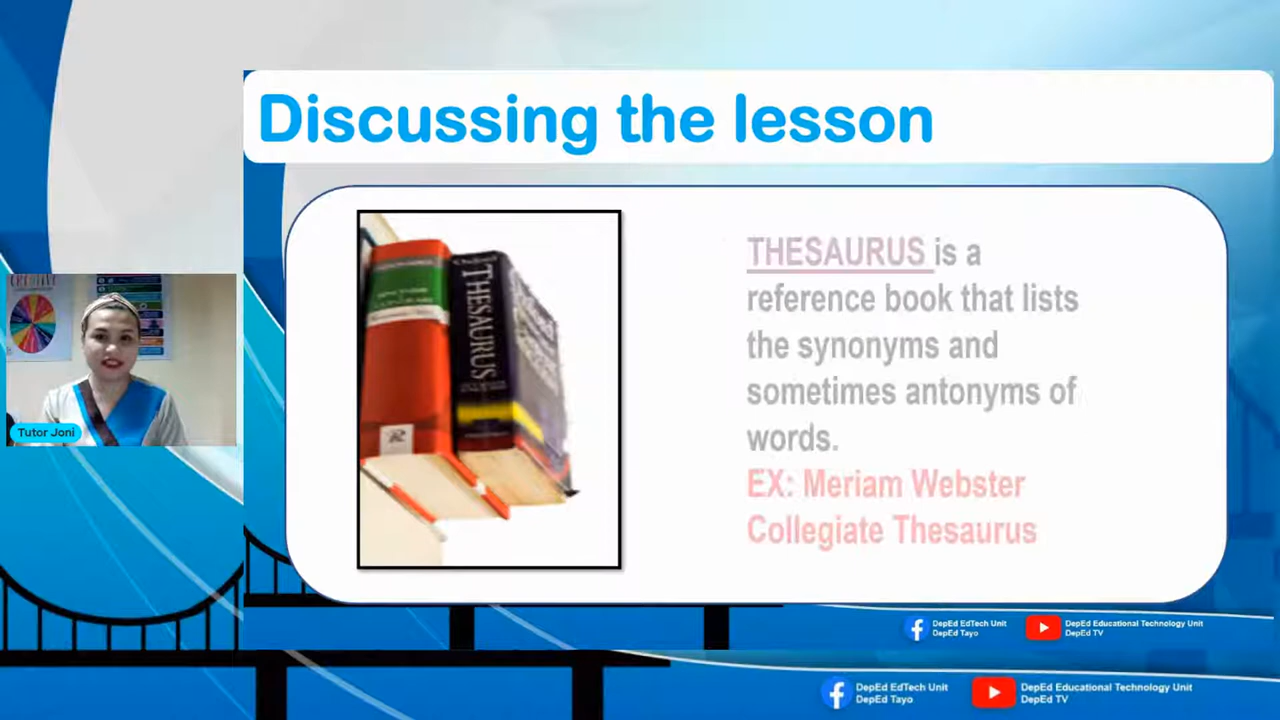 Discussing the lesson
THESAURUS
THESAURUS is a
reference book that lists
the synonyms and
sometimes antonyms of
words.
EX: Meriam Webster
Collegiate Thesaurus
Tutor Joni
DepEd EdTech Unit
DepEd Tayo
DepEd Educational Technology Unit
DepEd TV
DepEd EdTech Unit
DepEd Tayo
DepEd Educational Technology Unit
DepEd TV